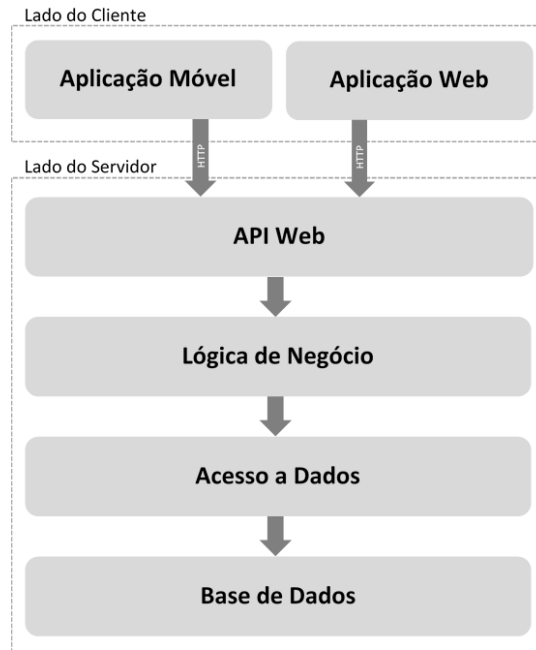 Lado do Cliente
Aplicação Móvel
Aplicação Web
HTTP
HTTP
Lado do Servidor
API Web
Lógica de Negócio
Acesso a Dados
Base de Dados